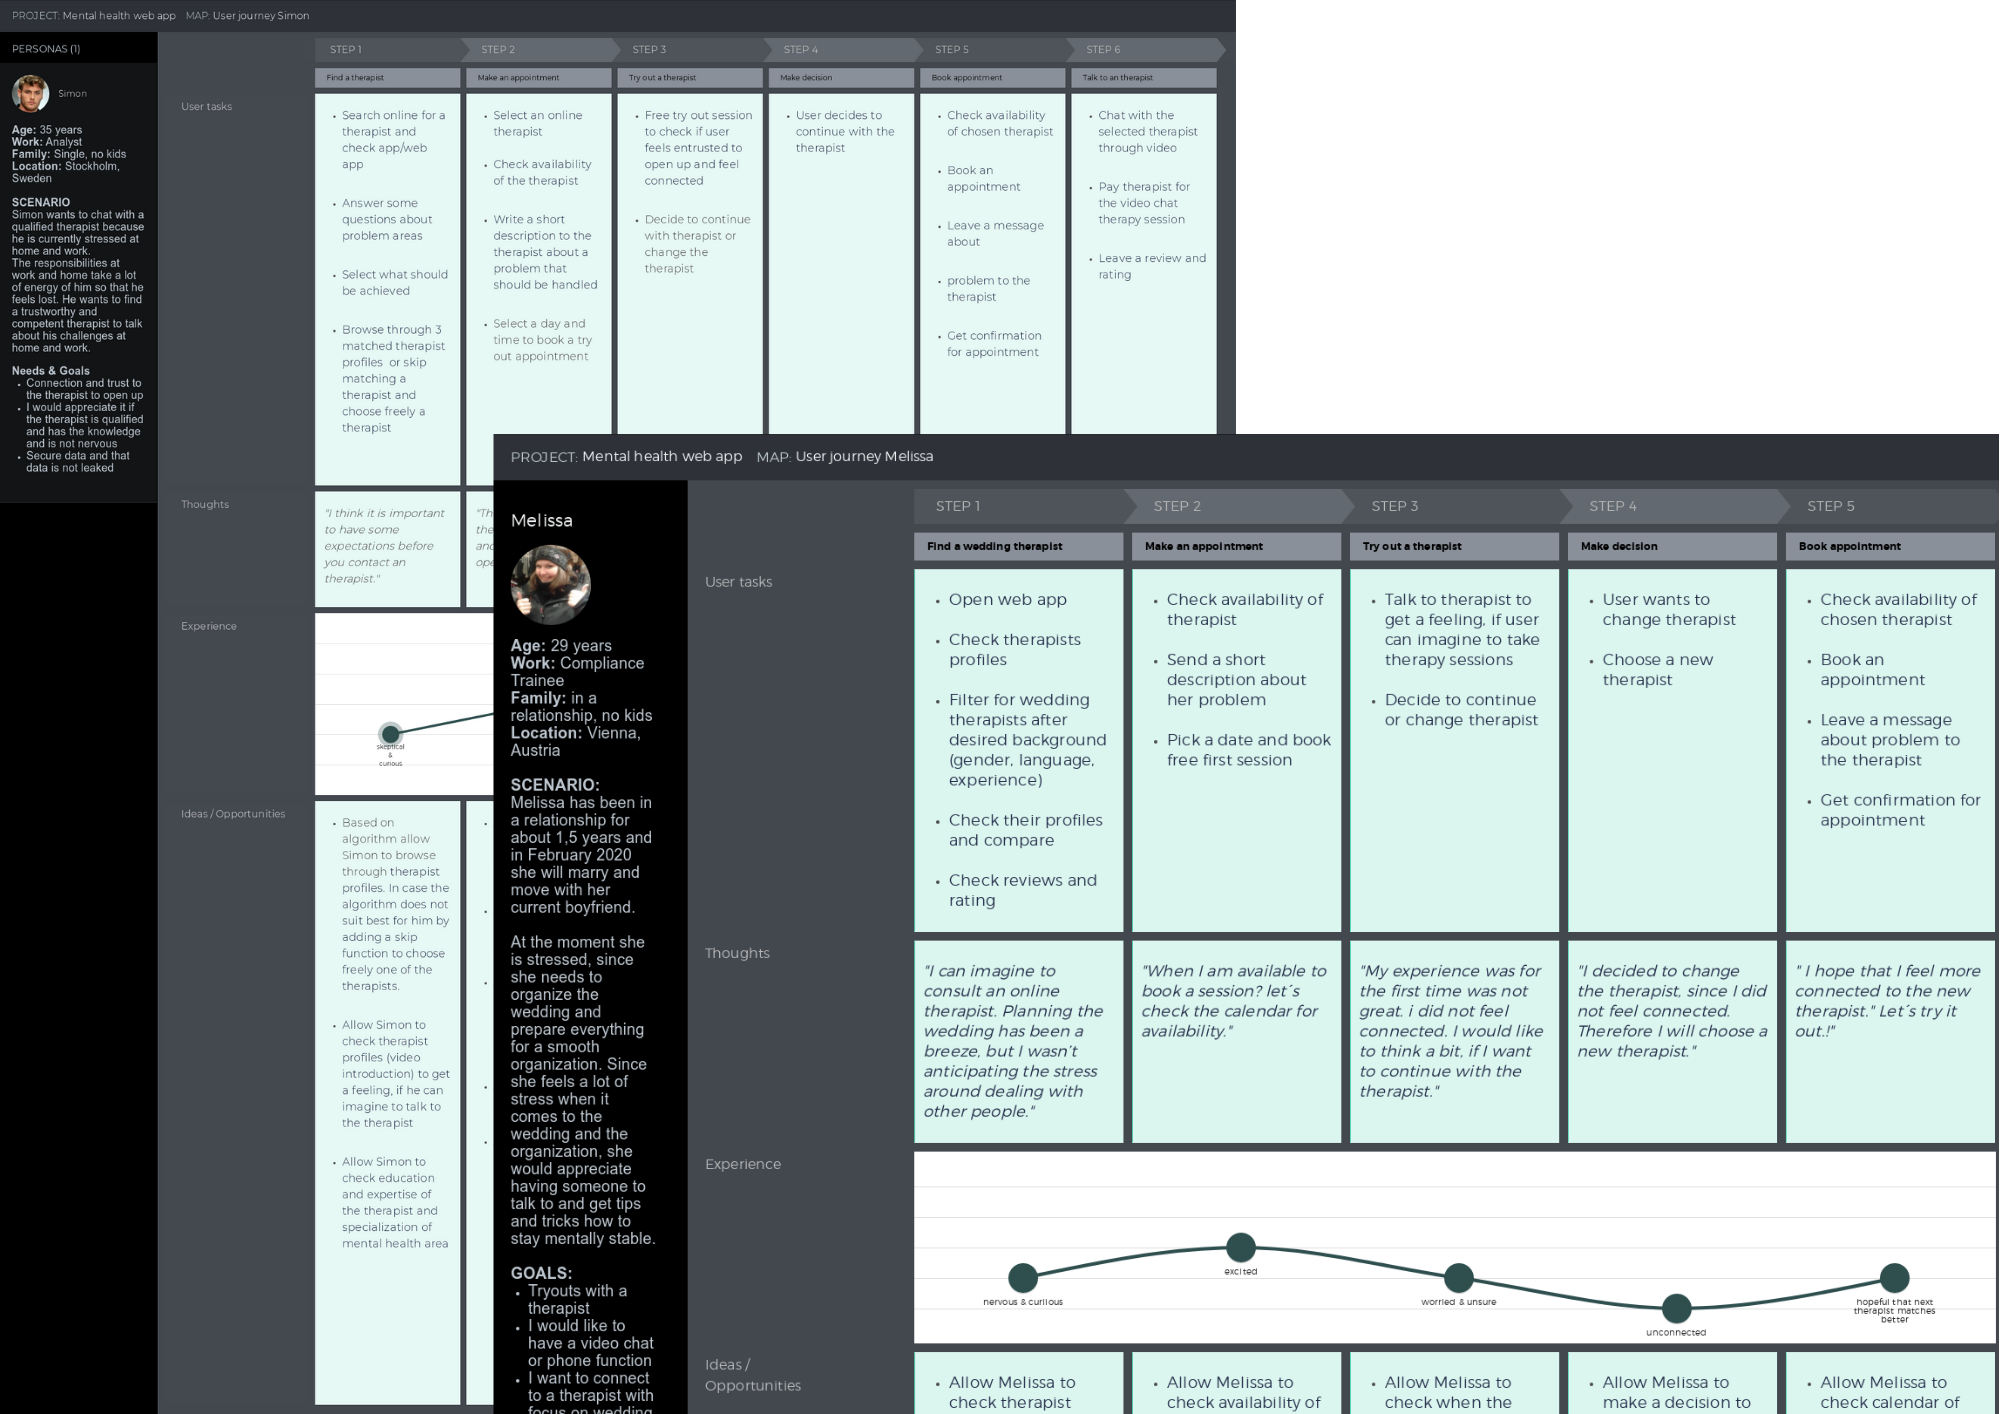 PROJECT: Mental health web app MAP: User journey Simon
PERSONAS (1)
Simon
Age: 35 years
Work: Analyst
Family: Single, no kids
Location: Stockholm,
Sweden
SCENARIO
Simon wants to chat with a
qualified therapist because
he is currently stressed at
home and work.
The responsibilities at
work and home take a lot
of energy of him so that he
feels lost. He wants to find
a trustworthy and
competent therapist to talk
about his challenges at
home and work.
Needs & Goals
• Connection and trust to
the therapist to open up
• I would appreciate it if
the therapist is qualified
and has the knowledge
and is not nervous
• Secure data and that
data is not leaked
STEP 1
STEP 2
STEP 3
STEP 4
STEP 5
STEP 6
Find a therapist
Make an appointment
Try out a therapist
Make decision
Book appointment
Talk to an therapist
User tasks
• Search online for a
therapist and
check app/web
app
• Answer some
questions about
problem areas
• Select what should
be achieved
• Browse through 3
matched therapist
profiles or skip
matching a
therapist and
choose freely a
therapist
• Select an online
therapist
• Check availability
of the therapist
• Write a short
description to the
therapist about a
problem that
should be handled
• Select a day and
time to book a try
out appointment
• Free try out session
to check if user
feels entrusted to
open up and feel
connected
• Decide to continue
with therapist or
change the
therapist
• User decides to
continue with the
therapist
• Check availability
of chosen therapist
• Book an
appointment
• Leave a message
about
• problem to the
therapist
• Get confirmation
for appointment
• Chat with the
selected therapist
through video
• Pay therapist for
the video chat
therapy session
• Leave a review and
rating
Thoughts
"I think it is important
to have some
expectations before
you contact an
therapist."
"Th
the
and
ope
Experience
skeptical
&
curious
Ideas / Opportunities
• Based on
algorithm allow
Simon to browse
through therapist
profiles. In case the
algorithm does not
suit best for him by
adding a skip
function to choose
freely one of the
therapists.
• Allow Simon to
check therapist
profiles (video
introduction) to get
a feeling, if he can
imagine to talk to
the therapist
• Allow Simon to
check education
and expertise of
the therapist and
specialization of
mental health area
PROJECT: Mental health web app MAP: User journey Melissa
Melissa
Age: 29 years
Work: Compliance
Trainee
Family: in a
relationship, no kids
Location: Vienna,
Austria
SCENARIO:
Melissa has been in
a relationship for
about 1,5 years and
in February 2020
she will marry and
move with her
current boyfriend.
At the moment she
is stressed, since
she needs to
organize the
wedding and
prepare everything
for a smooth
organization. Since
she feels a lot of
stress when it
comes to the
wedding and the
organization, she
would appreciate
having someone to
talk to and get tips
and tricks how to
stay mentally stable.
GOALS:
• Tryouts with a
therapist
• I would like to
have a video chat
or phone function
• I want to connect
to a therapist with
focus on wedding
STEP 1
STEP 2
STEP 3
STEP 4
STEP 5
Find a wedding therapist
Make an appointment
Try out a therapist
Make decision
Book appointment
User tasks
• Open web app
• Check therapists
profiles
• Filter for wedding
therapists after
desired background
(gender, language,
experience)
• Check their profiles
and compare
• Check reviews and
rating
• Check availability of
therapist
• Send a short
description about
her problem
• Pick a date and book
free first session
• Talk to therapist to
get a feeling, if user
can imagine to take
therapy sessions
• Decide to continue
or change therapist
• User wants to
change therapist
• Choose a new
therapist
• Check availability of
chosen therapist
• Book an
appointment
• Leave a message
about problem to
the therapist
• Get confirmation for
appointment
Thoughts
"I can imagine to
consult an online
therapist. Planning the
wedding has been a
breeze, but I wasn't
anticipating the stress
around dealing with
other people."
"When I am available to
book a session? let´s
check the calendar for
availability."
"My experience was for
the first time was not
great. i did not feel
connected. I would like
to think a bit, if I want
to continue with the
therapist."
"I decided to change
the therapist, since I did
not feel connected.
Therefore I will choose a
new therapist."
" I hope that I feel more
connected to the new
therapist." Let´s try it
out.!"
Experience
nervous & curlious
excited
worried & unsure
unconnected
hopeful that next
therapist matches
better
Ideas /
Opportunities
• Allow Melissa to
check therapist
• Allow Melissa to
check availability of
• Allow Melissa to
check when the
• Allow Melissa to
make a decision to
• Allow Melissa to
check calendar of